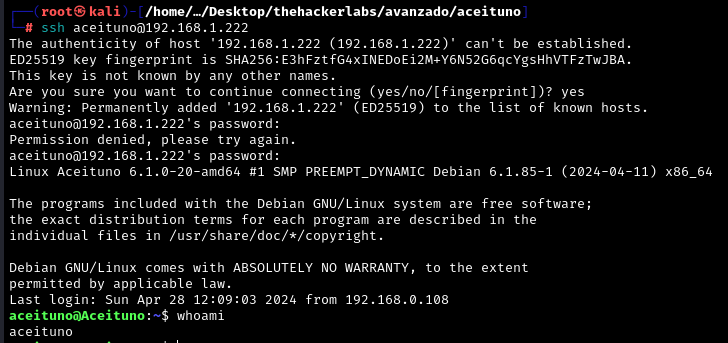 ┌──(root㉿kali)-[/home/…/Desktop/thehackerlabs/avanzado/aceituno]
└─# ssh aceituno@192.168.1.222
The authenticity of host '192.168.1.222 (192.168.1.222)' can't be established.
ED25519 key fingerprint is SHA256:E3hFztfG4xINEDoEi2M+Y6N52G6qcYgsHhVTFzTwJBA.
This key is not known by any other names.
Are you sure you want to continue connecting (yes/no/[fingerprint])? yes
Warning: Permanently added '192.168.1.222' (ED25519) to the list of known hosts.
aceituno@192.168.1.222's password:
Permission denied, please try again.
aceituno@192.168.1.222's password:
Linux Aceituno 6.1.0-20-amd64 #1 SMP PREEMPT_DYNAMIC Debian 6.1.85-1 (2024-04-11) x86_64
The programs included with the Debian GNU/Linux system are free software;
the exact distribution terms for each program are described in the
individual files in /usr/share/doc/*/copyright.
Debian GNU/Linux comes with ABSOLUTELY NO WARRANTY, to the extent
permitted by applicable law.
Last login: Sun Apr 28 12:09:03 2024 from 192.168.0.108
aceituno@Aceituno:~$ whoami
aceituno